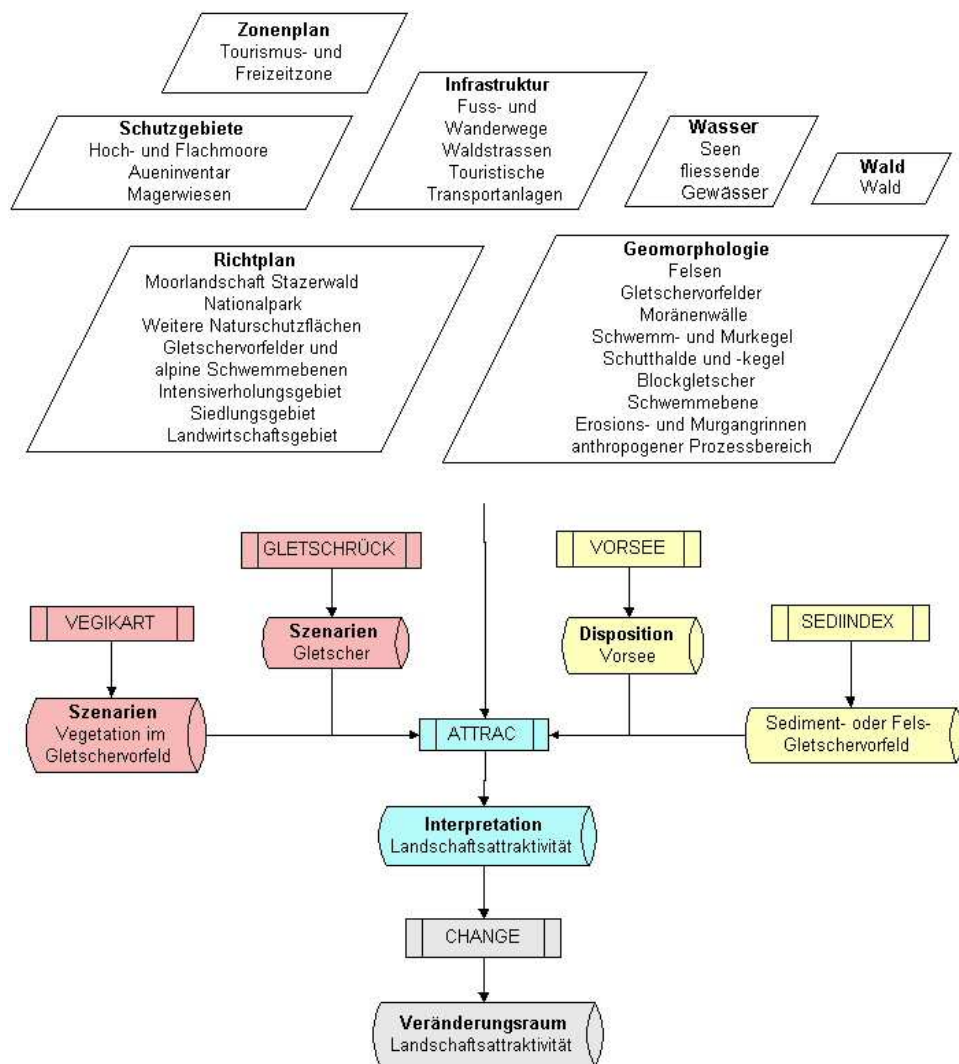 Zonenplan
Tourismus- und
Freizeitzone
Infrastruktur
Fuss- und
Wanderwege
Waldstrassen
Touristische
Transportanlagen
Schutzgebiete
Hoch- und Flachmoore
Aueninventar
Magerwiesen
Wasser
Seen
fliessende
Gewässer
Wald
Wald
Richtplan
Moorlandschaft Stazerwald
Nationalpark
Weitere Naturschutzflächen
Gletschervorfelder und
alpine Schwemmebenen
Intensiverholungsgebiet
Siedlungsgebiet
Landwirtschaftsgebiet
Geomorphologie
Felsen
Gletschervorfelder
Moränenwälle
Schwemm- und Murkegel
Schutthalde und -kegel
Blockgletscher
Schwemmebene
Erosions- und Murgangrinnen
anthropogener Prozessbereich
GLETSCHRÜCK
VORSEE
VEGIKART
Szenarien
Gletscher
Disposition
Vorsee
SEDIINDEX
Szenarien
Vegetation im
Gletschervorfeld
ATTRAC
Sediment- oder Fels-
Gletschervorfeld
Interpretation
Landschaftsattraktivität
CHANGE
Veränderungsraum
Landschaftsattraktivität